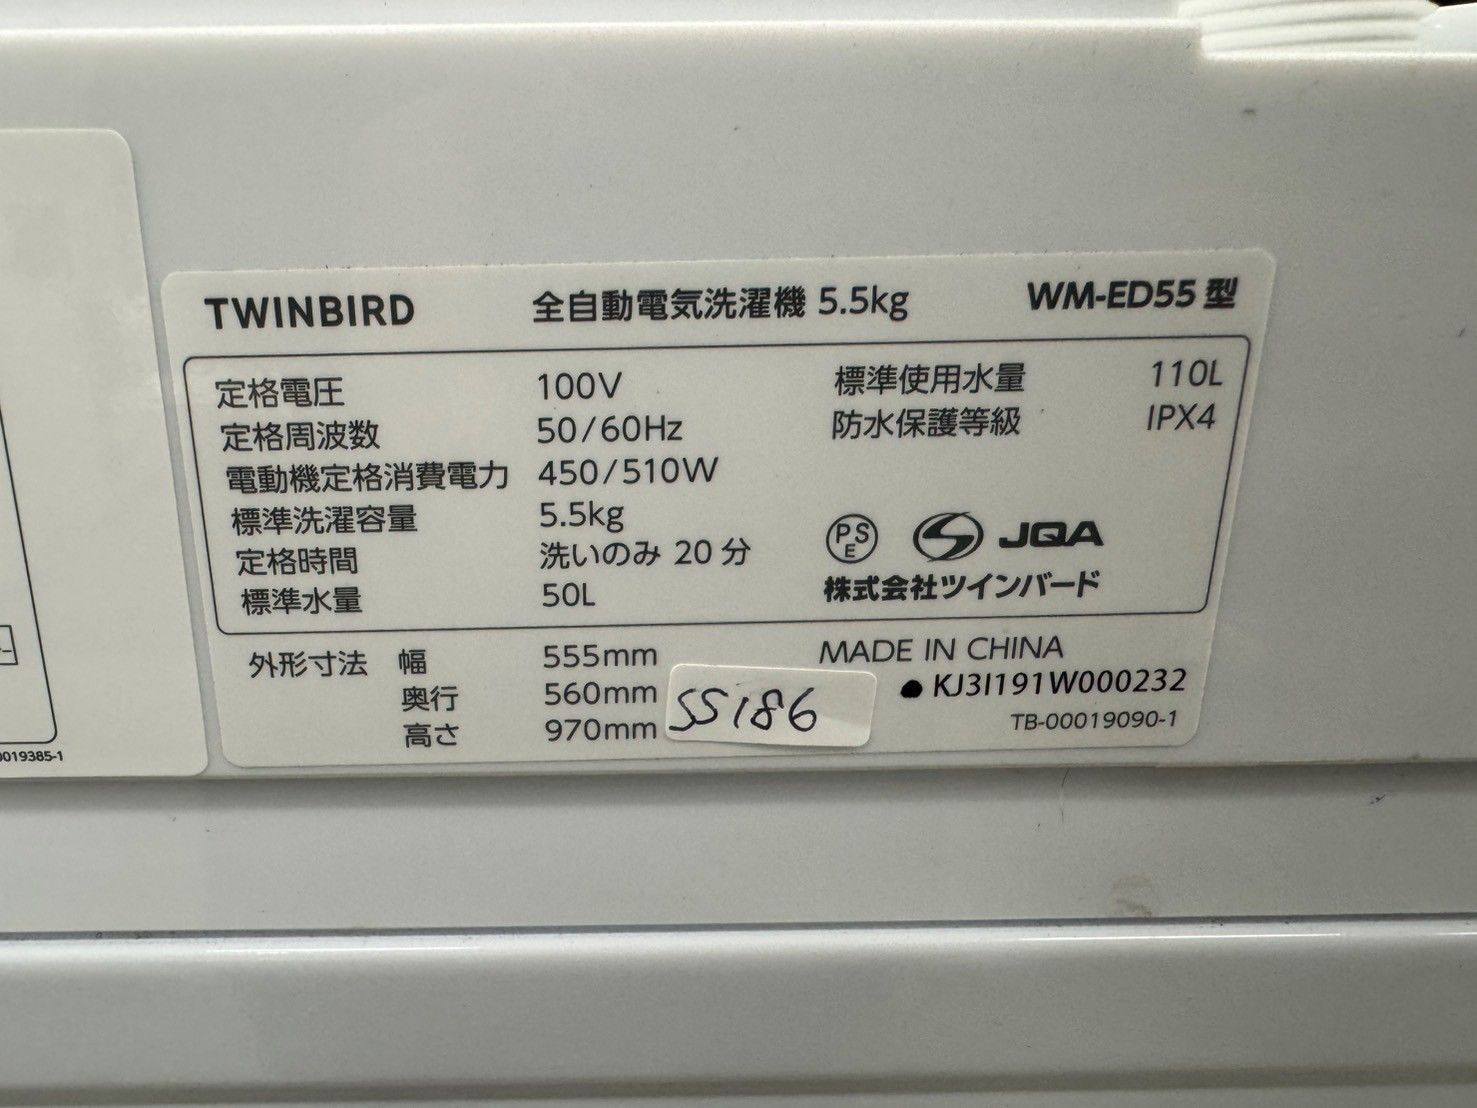 TWINBIRD 全自動電気洗濯機 5.5kg WM-ED55 型
定格電圧 100V 標準使用水量 110L
定格周波数 50/60Hz 防水保護等級 IPX4
電動機定格消費電力 450/510W
標準洗濯容量 5.5kg
定格時間 洗いのみ 20 分
標準水量 50L
PS E JQA
株式会社ツインバード
外形寸法 幅 555mm MADE IN CHINA
奥行 560mm ●KJ3I191W000232
高さ 970mm TB-00019090-1
SS186
0019385-1